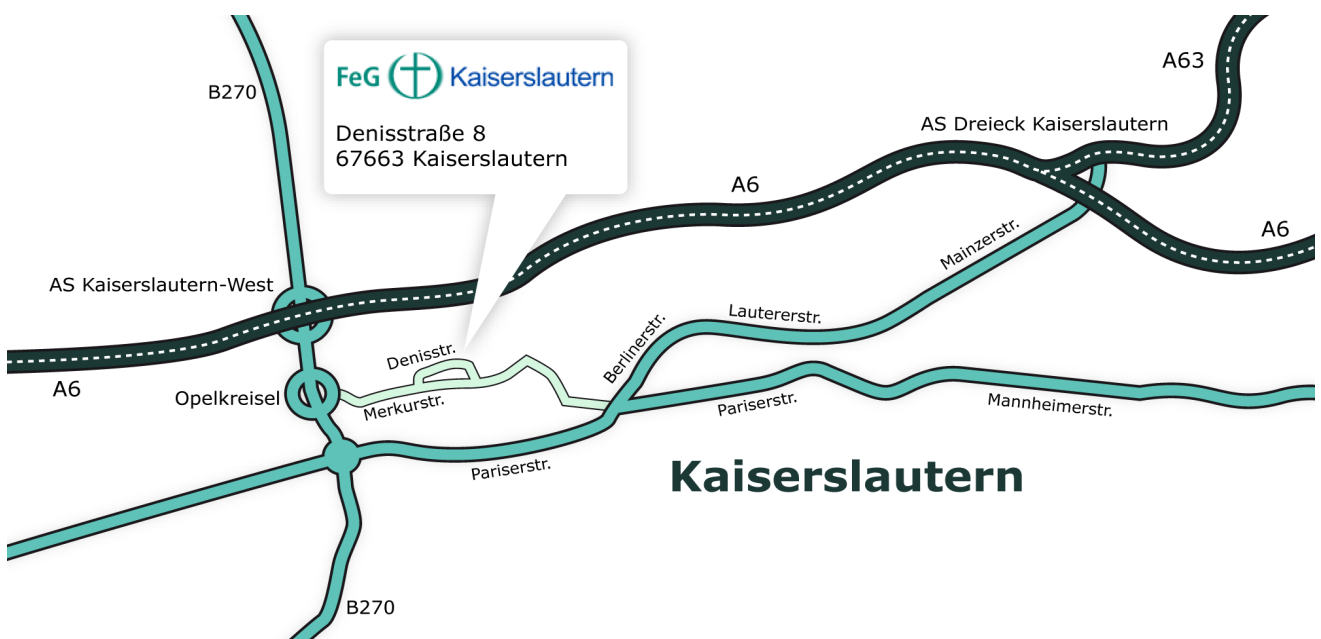 A63
B270
FeG Kaiserslautern
Denisstraße 8
67663 Kaiserslautern
AS Dreieck Kaiserslautern
A6
A6
Mainzerstr.
AS Kaiserslautern-West
Lautererstr.
Berlinerstr.
Denisstr.
A6
Opelkreisel
Merkurstr.
Pariserstr.
Mannheimerstr.
Pariserstr.
Kaiserslautern
B270